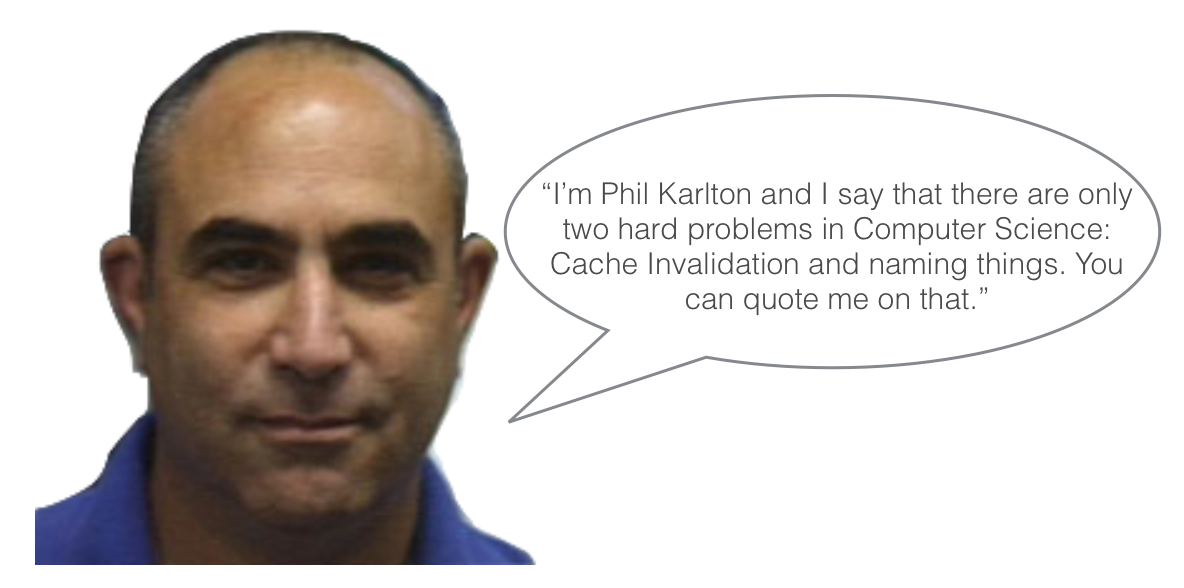 “I’m Phil Karlton and I say that there are only
two hard problems in Computer Science:
Cache Invalidation and naming things. You
can quote me on that.”